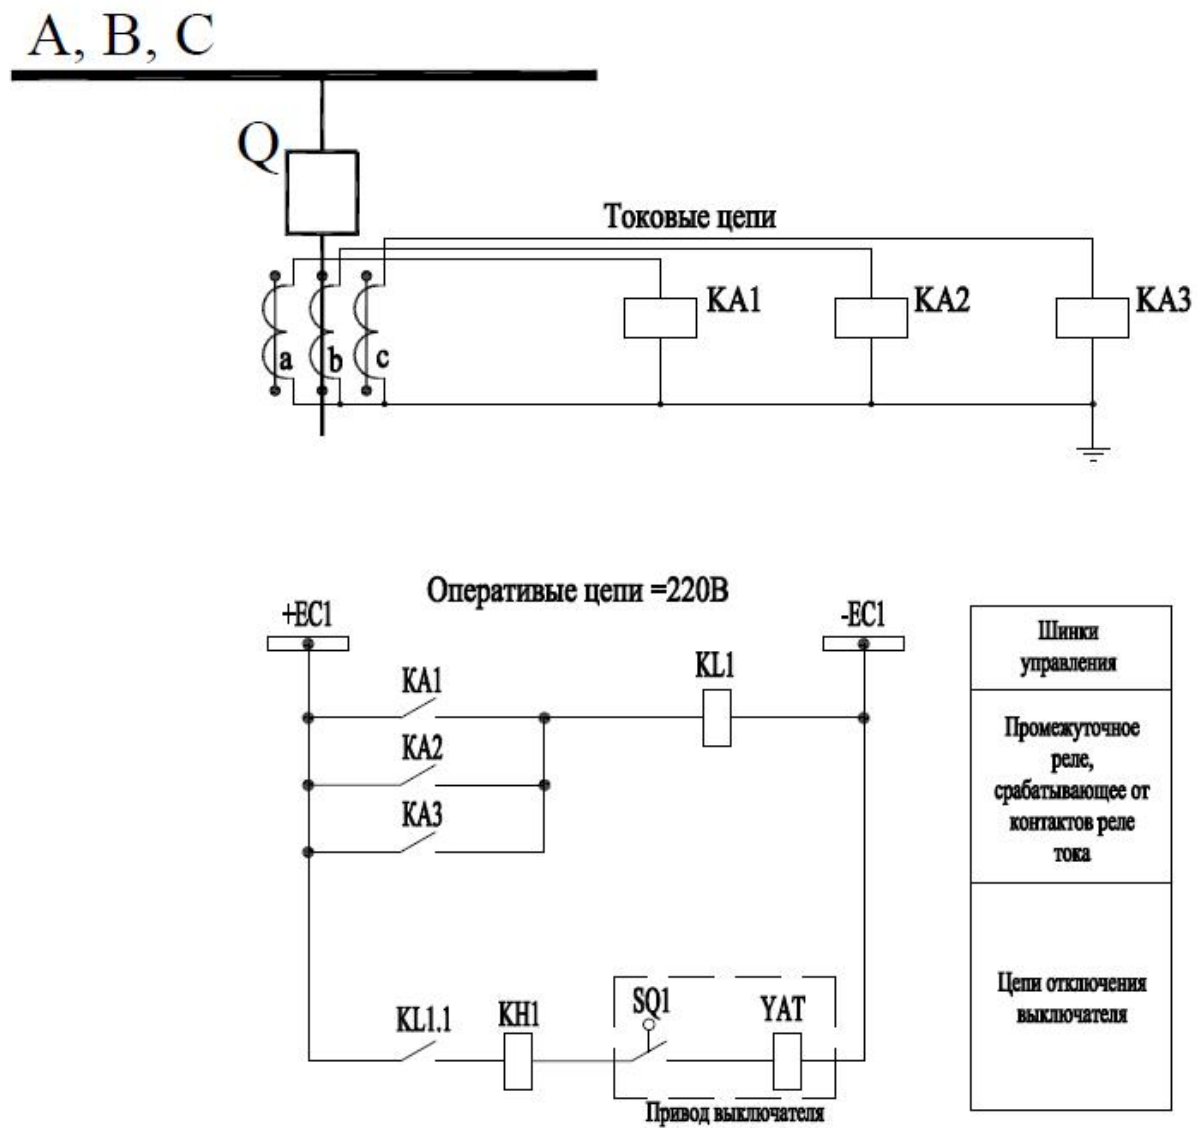 А, В, С
Q
Токовые цепи
KA1
KA2
KA3
a
b
c
Оперативые цепи =220В
+EC1
-EC1
KA1
KL1
KA2
KA3
KL1.1
KH1
SQ1
YAT
Привод выключателя
Шинки
управления
Промежуточное
реле,
срабатывающее от
контактов реле
тока
Цепи отключения
выключателя